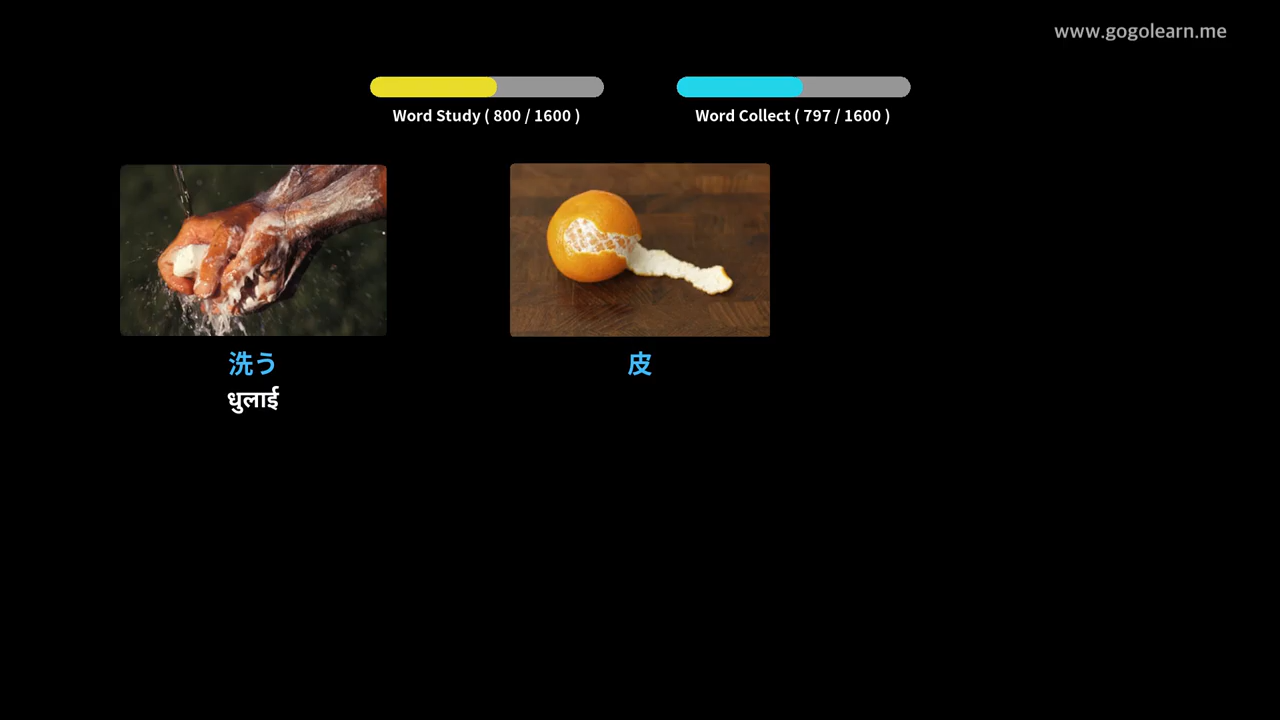 www.gogolearn.me
Word Study ( 800 / 1600 )
Word Collect ( 797 / 1600 )
洗う
धुलाई
皮